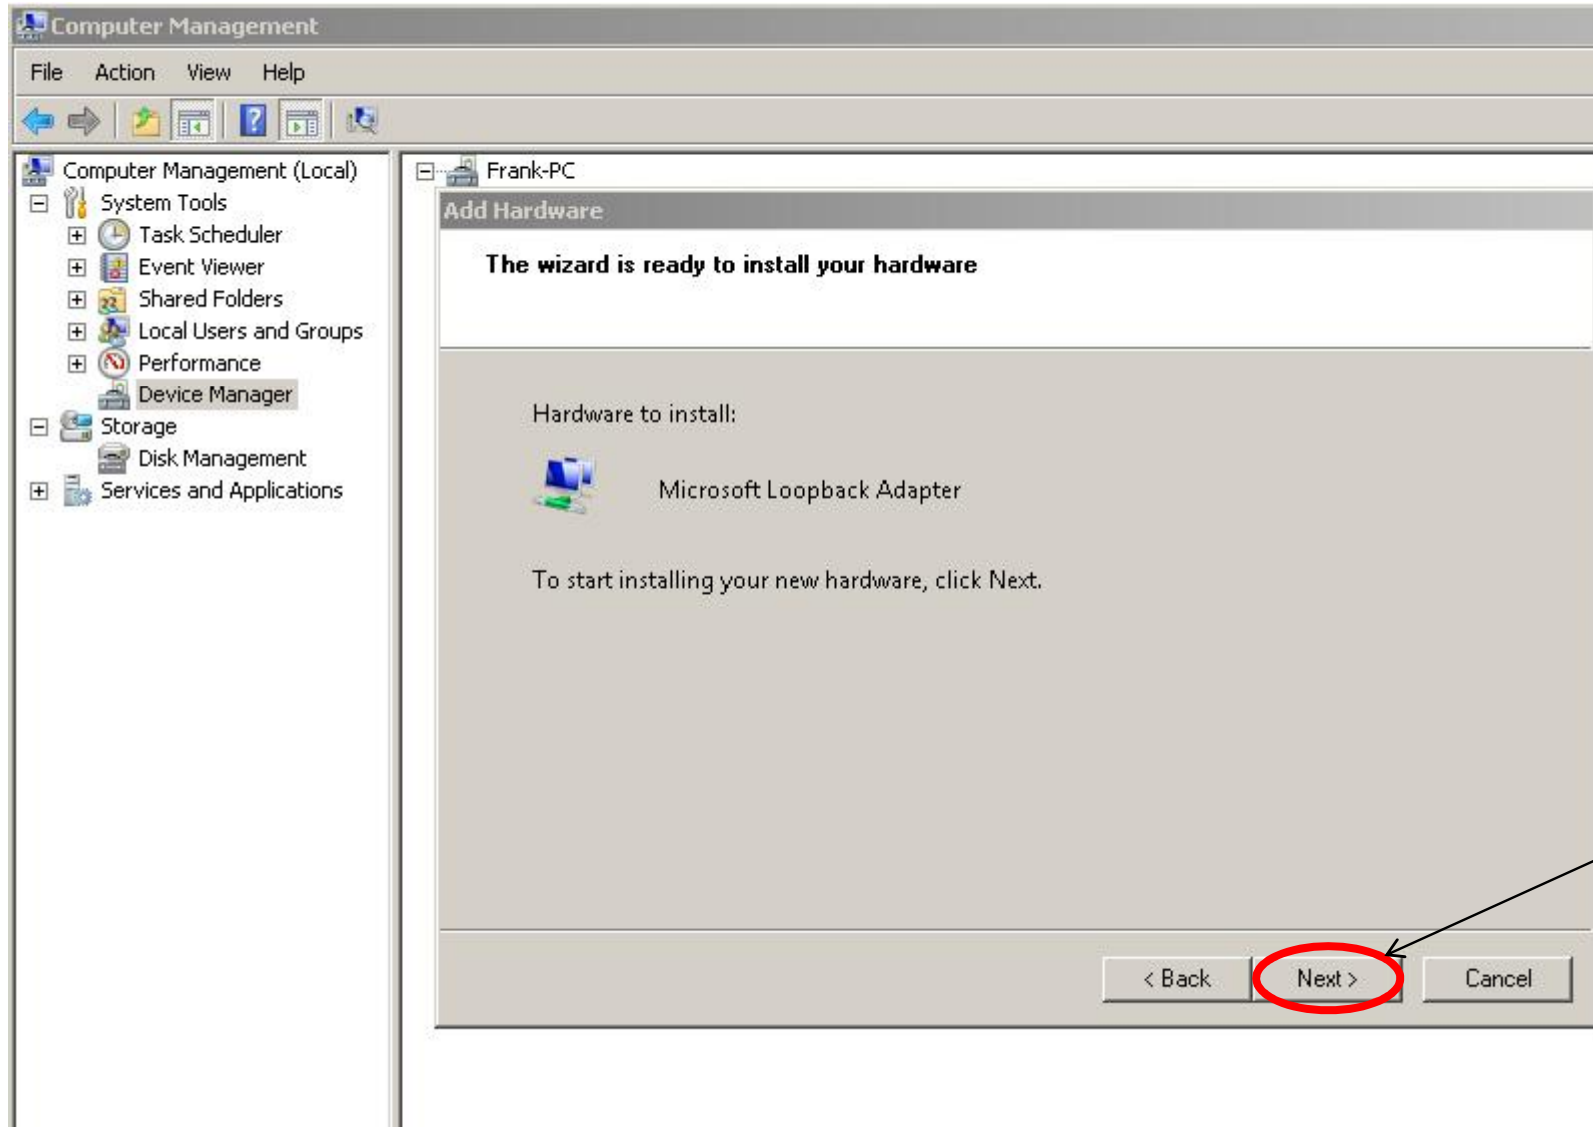 Computer Management
File Action View Help
Computer Management (Local)
System Tools
Task Scheduler
Event Viewer
Shared Folders
Local Users and Groups
Performance
Device Manager
Storage
Disk Management
Services and Applications
Frank-PC
Add Hardware
The wizard is ready to install your hardware
Hardware to install:
Microsoft Loopback Adapter
To start installing your new hardware, click Next.
< Back Next > Cancel